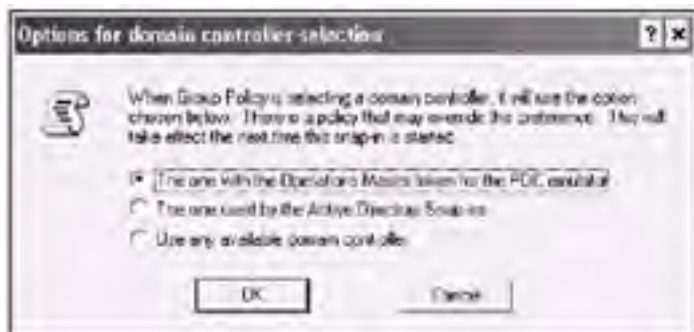 Options for domain controller selection
When Group Policy is selecting a domain controller, it will use the option
chosen below. There is a policy that may override this preference. This will
take effect the next time this snap-in is started.
The one with the Operations Master token for the PDC emulator
The one used by the Active Directory Snap-ins
Use any available domain controller
OK
Cancel